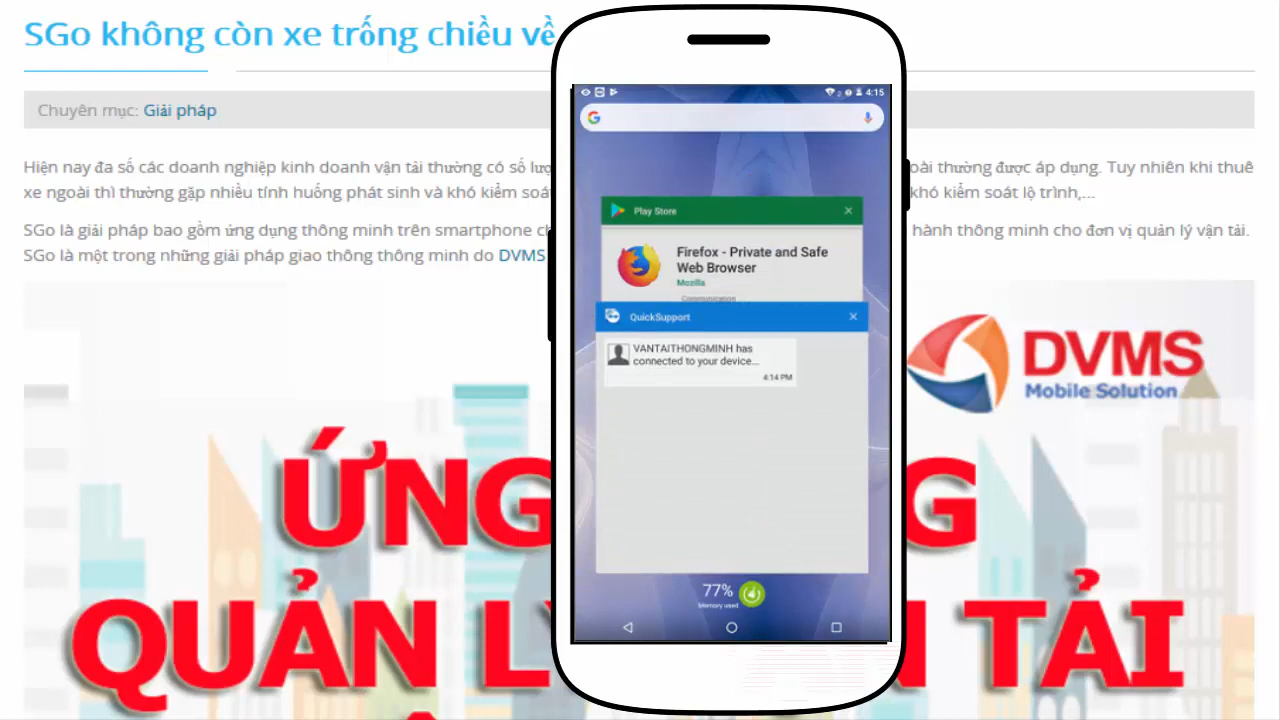 SGo không còn xe trống chiều về
Chuyên mục: Giải pháp
Hiện nay đa số các doanh nghiệp kinh doanh vận tải thường có số
thường được áp dụng. Tuy nhiên khi thuê
xe ngoài thì thường gặp nhiều tính huống phát sinh và khó kiểm soát
khó kiểm soát lộ trình,...
SGo là giải pháp bao gồm ứng dụng thông minh trên smartphone
hành thông minh cho đơn vị quản lý vận tải.
SGo là một trong những giải pháp giao thông thông minh do DVMS
4:15
Play Store
Firefox - Private and Safe
Web Browser
Mozilla
Communication
QuickSupport
VANTAITHONGMINH has
connected to your device...
4:14 PM
77%
Memory used
DVMS
Mobile Solution
ỨNG
G
QUẢN
N TẢI